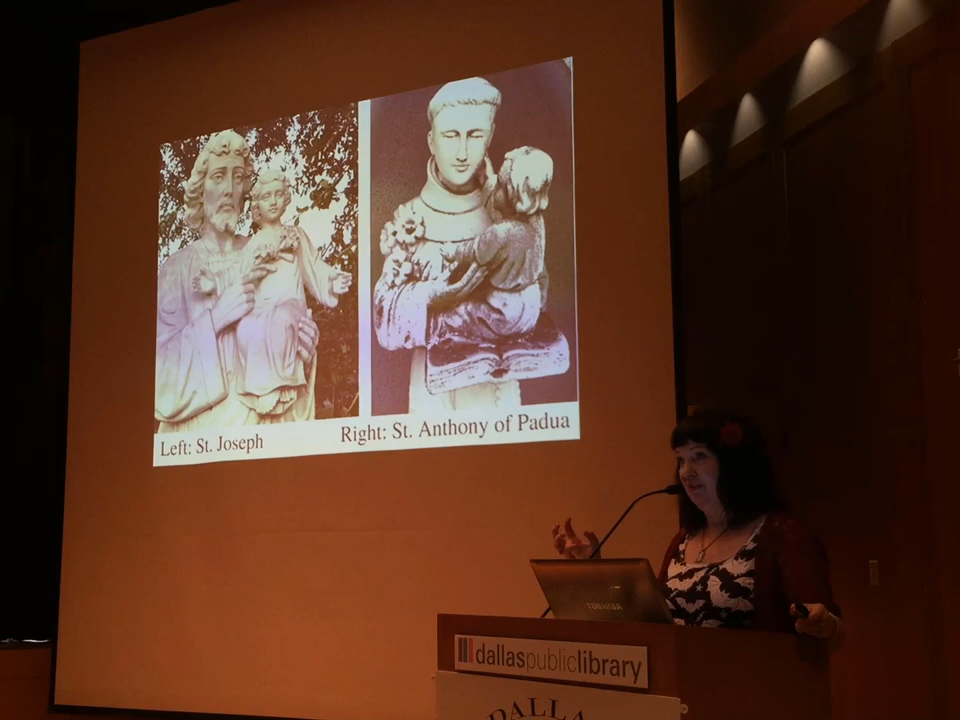 Left: St. Joseph
Right: St. Anthony of Padua
TOSHIBA
dallaspubliclibrary